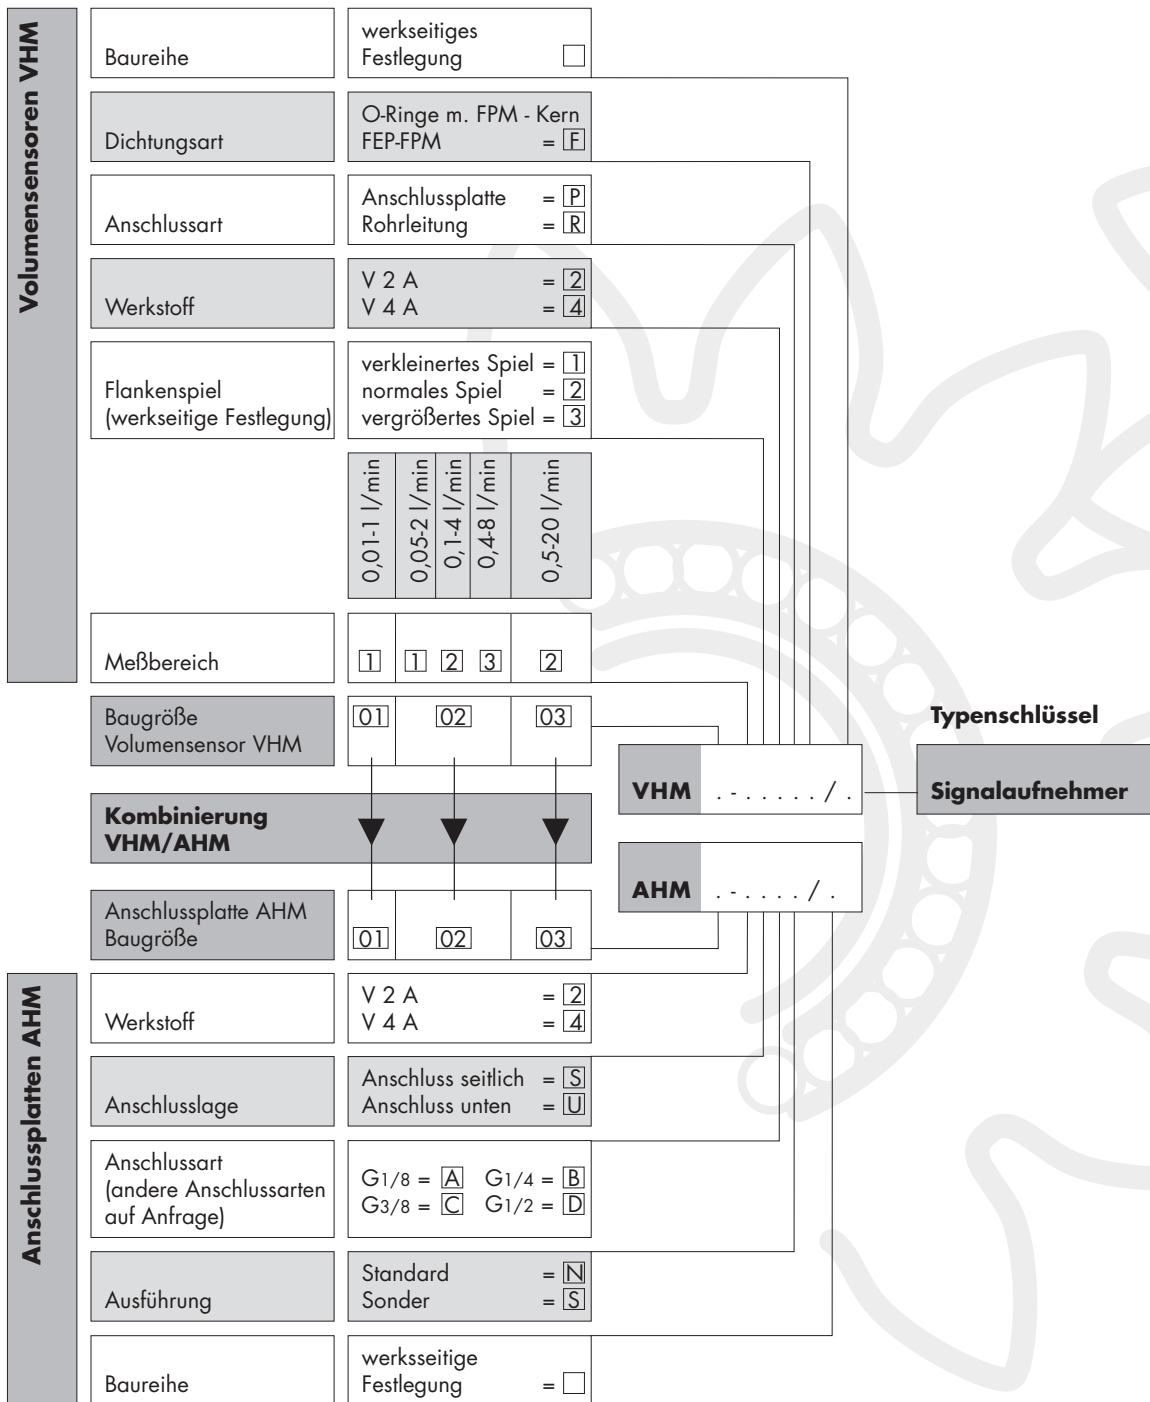 Volumensensoren VHM
Baureihe
werkseitiges
Festlegung
Dichtungsart
O-Ringe m. FPM - Kern
FEP-FPM = F
Anschlussart
Anschlussplatte = P
Rohrleitung = R
Werkstoff
V 2 A = 2
V 4 A = 4
Flankenspiel
(werkseitige Festlegung)
verkleinertes Spiel = 1
normales Spiel = 2
vergrößertes Spiel = 3
0,01-1 l/min
0,05-2 l/min
0,1-4 l/min
0,4-8 l/min
0,5-20 l/min
Meßbereich
1 1 2 3 2
Baugröße
Volumensensor VHM
01 02 03
Typenschlüssel
VHM . - . . . . . / .
Signalaufnehmer
Kombinierung
VHM/AHM
AHM . - . . . . / .
Anschlussplatte AHM
Baugröße
01 02 03
Anschlussplatten AHM
Werkstoff
V 2 A = 2
V 4 A = 4
Anschlusslage
Anschluss seitlich = S
Anschluss unten = U
Anschlussart
(andere Anschlussarten
auf Anfrage)
G1/8 = A G1/4 = B
G3/8 = C G1/2 = D
Ausführung
Standard = N
Sonder = S
Baureihe
werksseitige
Festlegung =